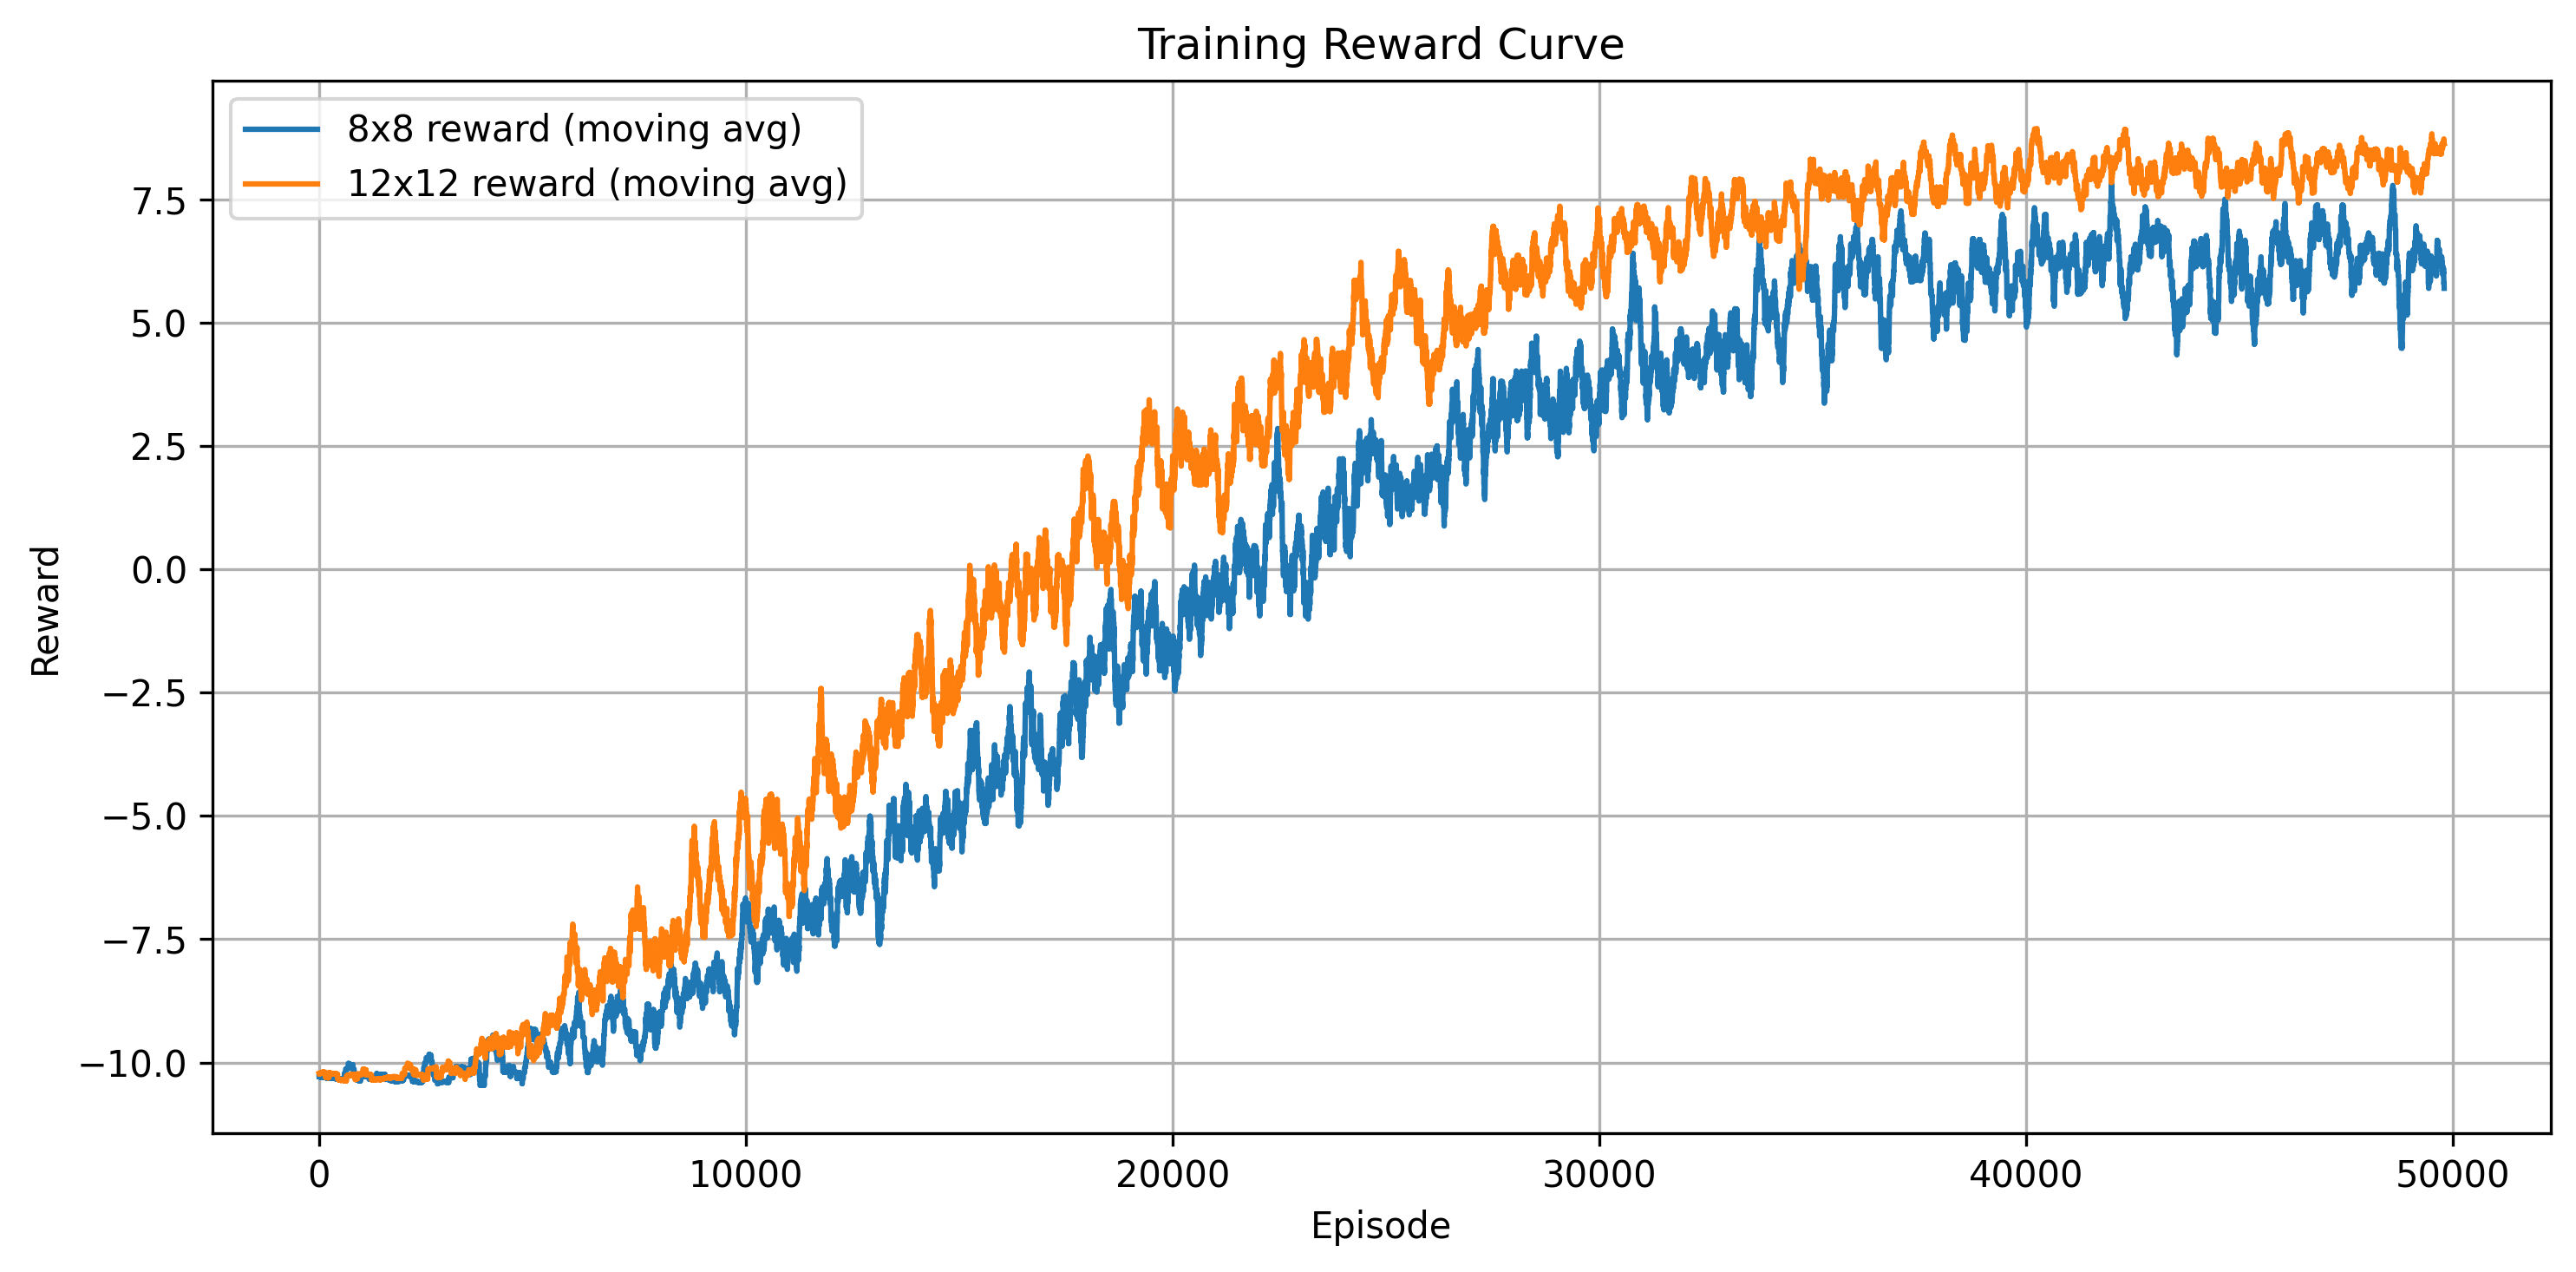 Training Reward Curve
8x8 reward (moving avg)
12x12 reward (moving avg)
Reward
7.5
5.0
2.5
0.0
−2.5
−5.0
−7.5
−10.0
0 10000 20000 30000 40000 50000
Episode